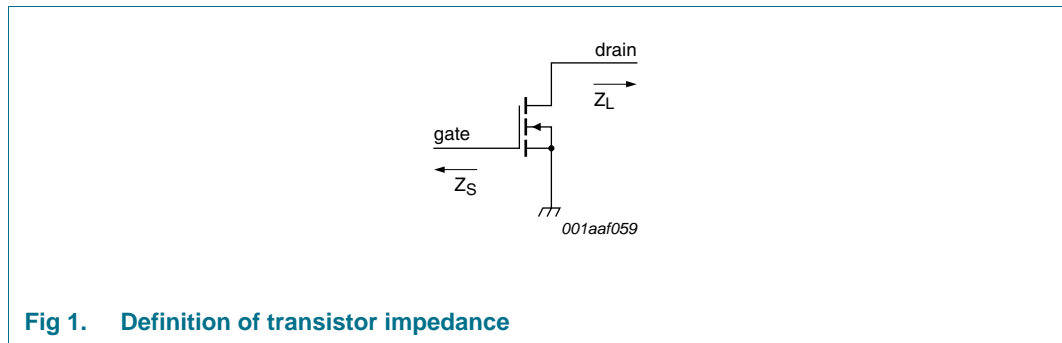 drain
Z_L
gate
Z_S
001aaf059
Fig 1. Definition of transistor impedance